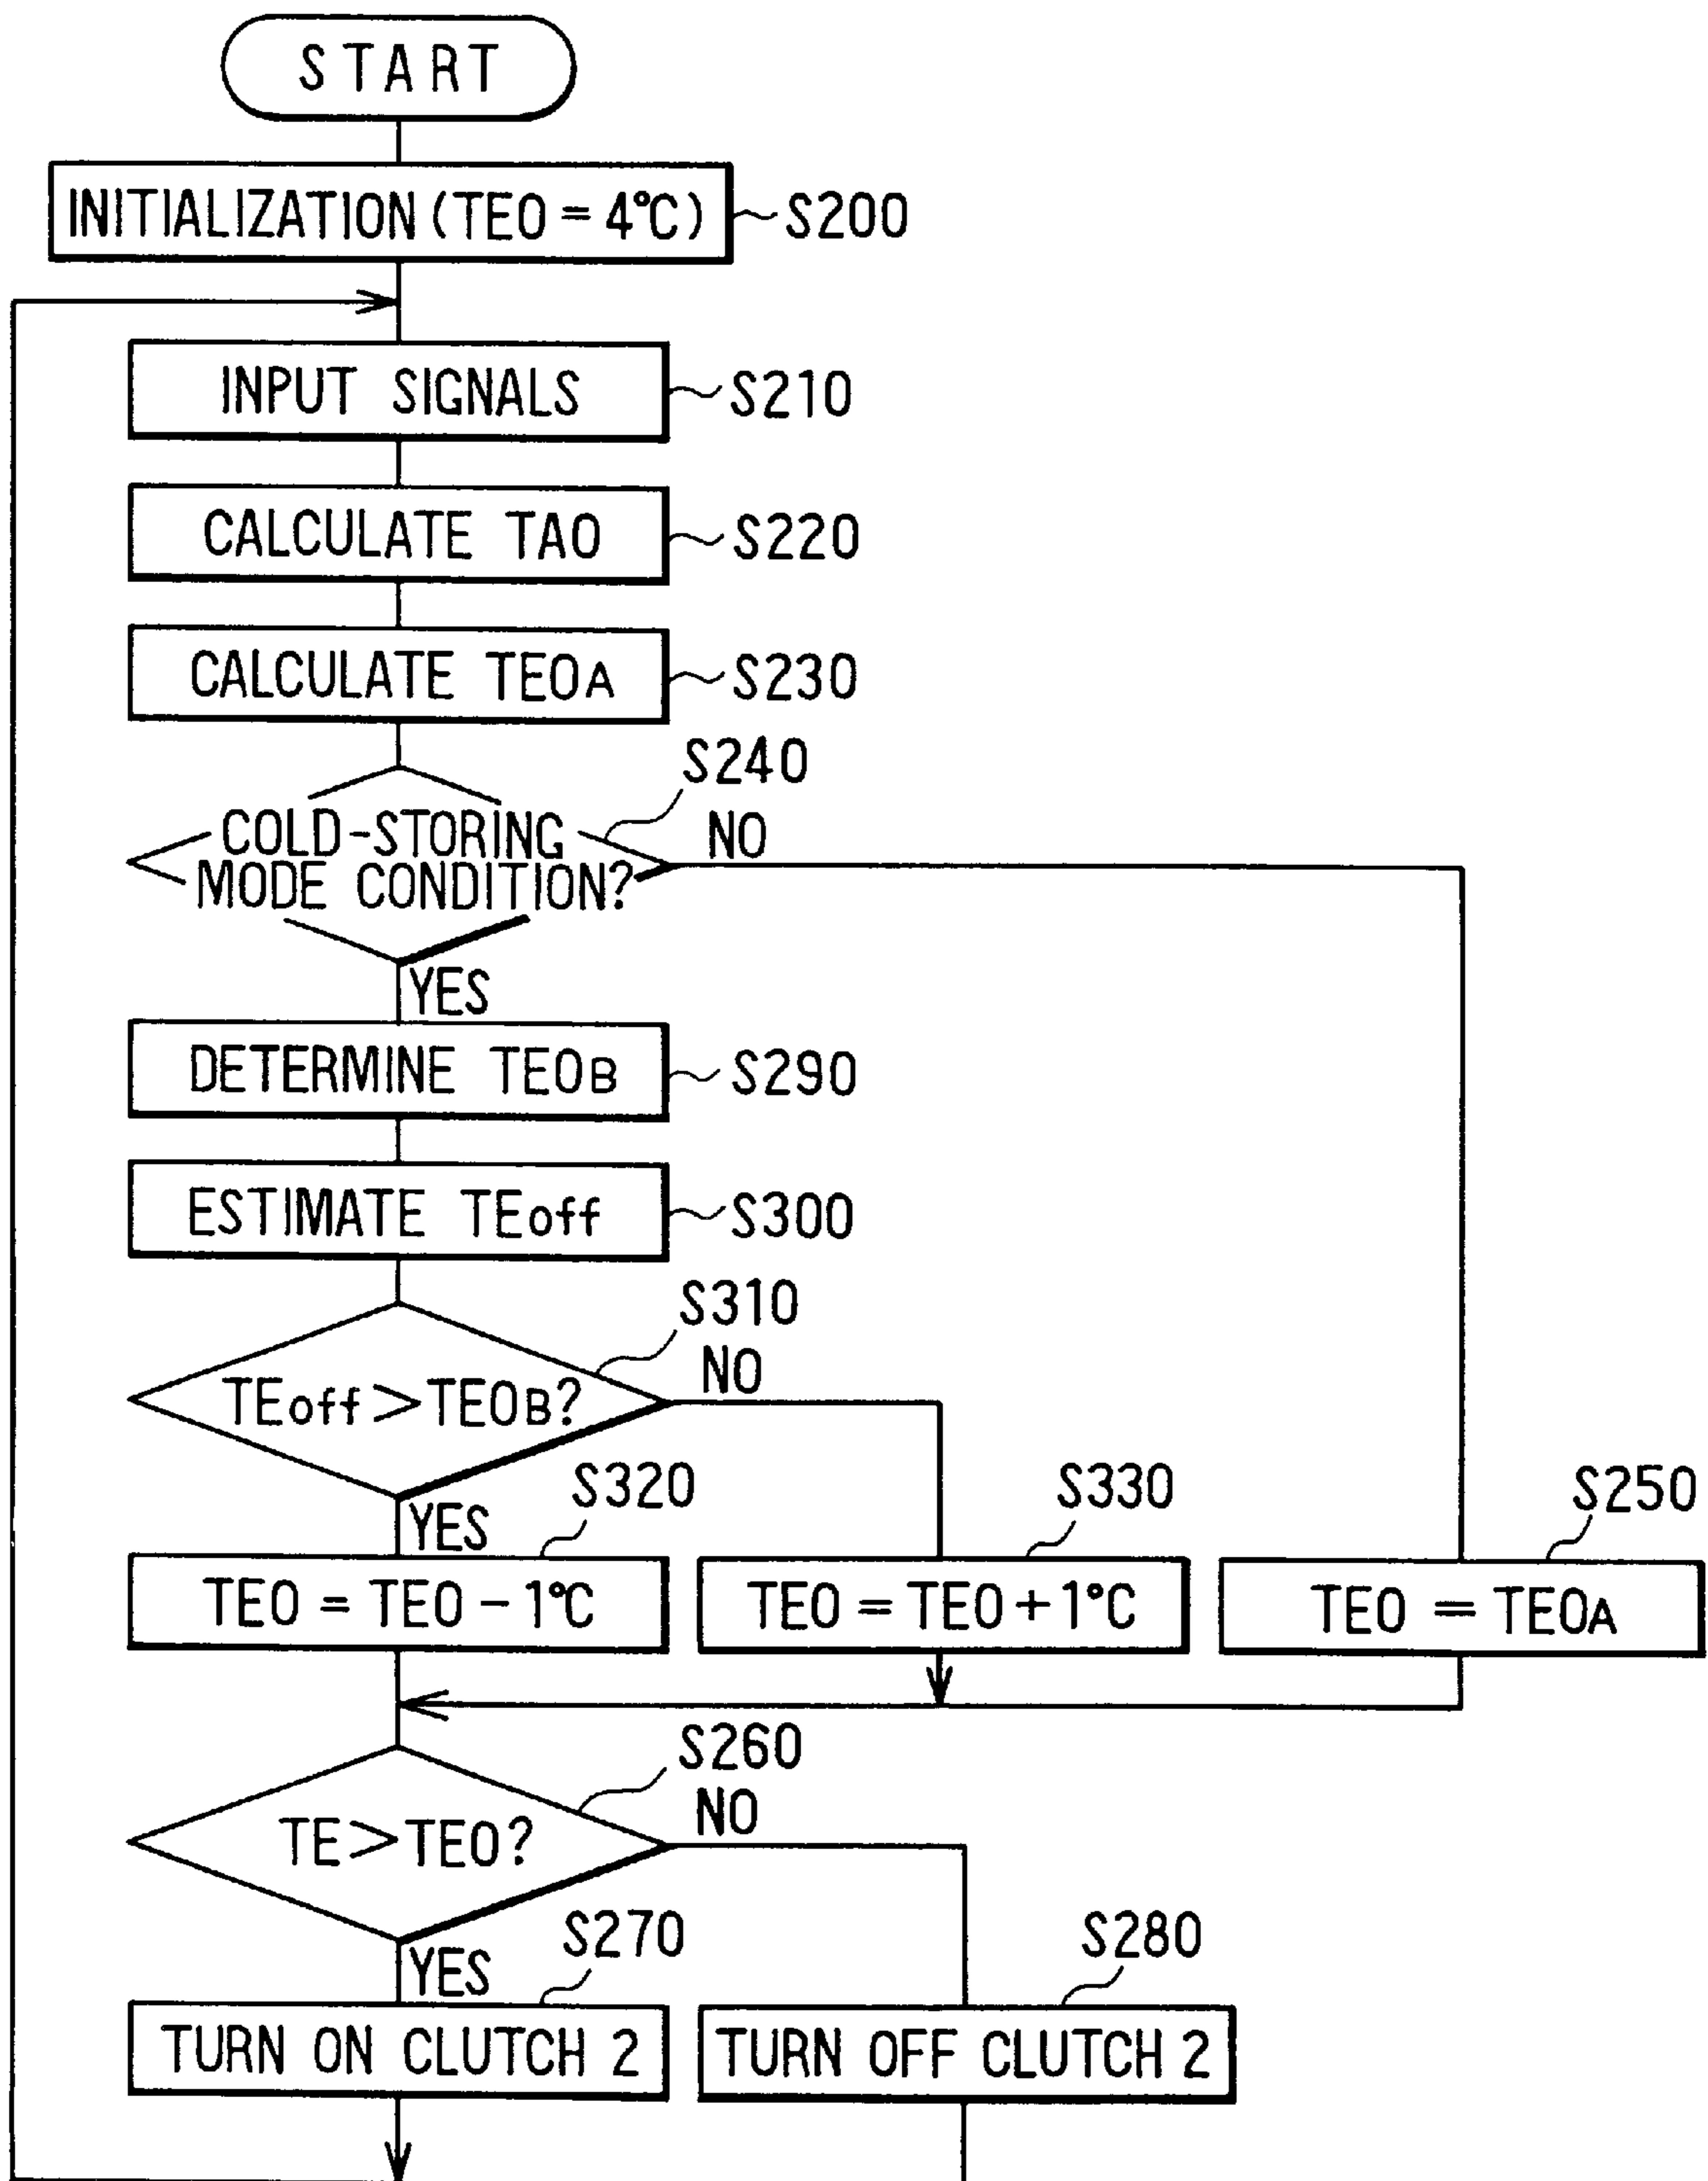 START
INITIALIZATION (TEO = 4°C)
S200
INPUT SIGNALS
S210
CALCULATE TAO
S220
CALCULATE TEOA
S230
S240
COLD-STORING
MODE CONDITION?
NO
YES
DETERMINE TEOB
S290
ESTIMATE TEoff
S300
S310
TEoff > TEOB?
NO
YES
S320
TEO = TEO - 1°C
S330
TEO = TEO + 1°C
S250
TEO = TEOA
S260
TE > TEO?
NO
YES
S270
TURN ON CLUTCH 2
S280
TURN OFF CLUTCH 2